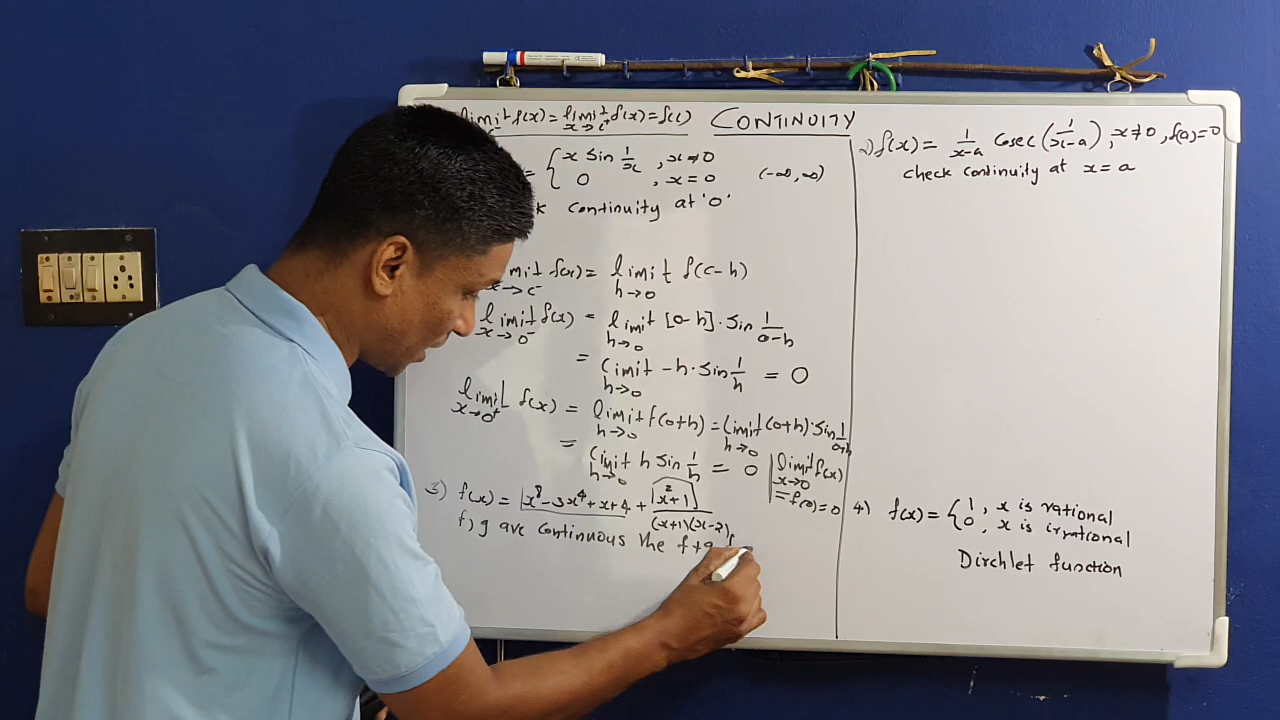 limit f(x) = limit f(x) = f(c) CONTINUITY
x→c⁺
= { x sin 1/x , x ≠ 0
0 , x = 0 (-∞, ∞)
continuity at '0'
f(x) = limit f(c-h)
x→c⁻ h→0
limit f(x) = limit [0-h]. sin 1/(0-h)
x→0⁻ h→0
= limit -h. sin 1/h = 0
h→0
limit f(x) = limit f(0+h) = limit (0+h). sin 1/(0+h)
x→0⁺ h→0 h→0
= limit h sin 1/h = 0 | limit f(x)
h→0 x→0
= f(0) = 0
3) f(x) = x⁸ - 3x⁴ + x + 4 + (x² + 1)/((x+1)(x-2))
f, g are continuous the f+g
2) f(x) = 1/(x-a) cosec (1/(x-a)), x ≠ 0, f(a) = 0
check continuity at x = a
4) f(x) = { 1, x is rational
0, x is irrational
Dirchlet function